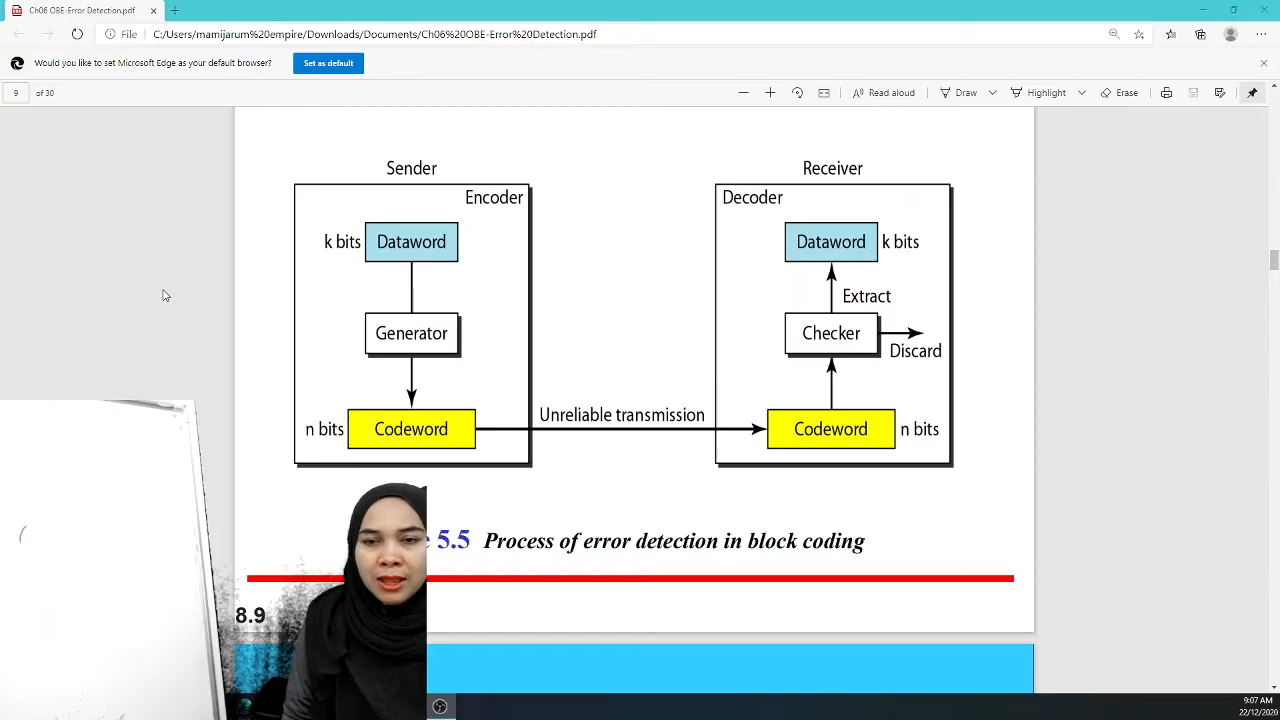 Ch06 OBE-Error Detection.pdf
File C:/Users/mamijarum%20empire/Downloads/Documents/Ch06%20OBE-Error%20Detection.pdf
Would you like to set Microsoft Edge as your default browser? Set as default
9 of 30 Read aloud Draw Highlight Erase
Sender Receiver
Encoder Decoder
k bits Dataword Dataword k bits
Extract
Generator Checker
Discard
Unreliable transmission
n bits Codeword Codeword n bits
5.5 Process of error detection in block coding
8.9
9:07 AM
22/12/2020